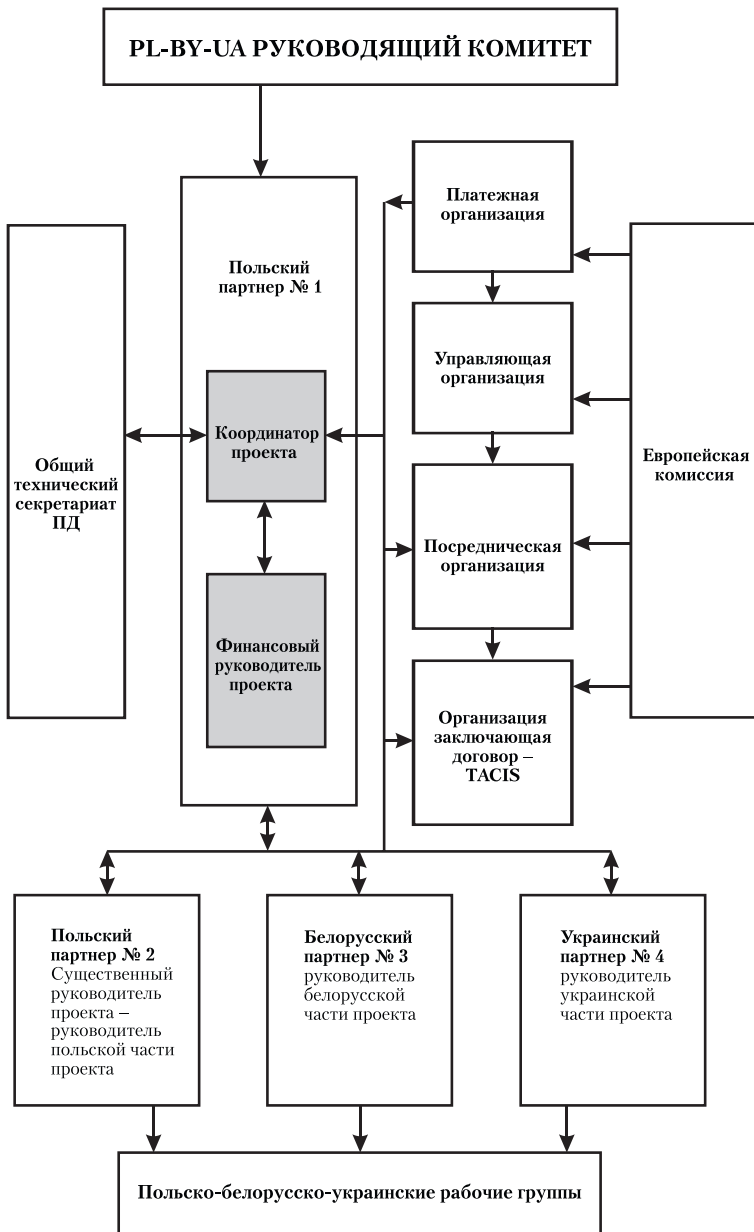 PL-BY-UA РУКОВОДЯЩИЙ КОМИТЕТ
Платежная
организация
Польский
партнер № 1
Управляющая
организация
Координатор
проекта
Общий
технический
секретариат
ПД
Европейская
комиссия
Посредническая
организация
Финансовый
руководитель
проекта
Организация
заключающая
договор –
TACIS
Польский
партнер № 2
Существенный
руководитель
проекта –
руководитель
польской части
проекта
Белорусский
партнер № 3
руководитель
белорусской
части проекта
Украинский
партнер № 4
руководитель
украинской
части проекта
Польско-белорусско-украинские рабочие группы